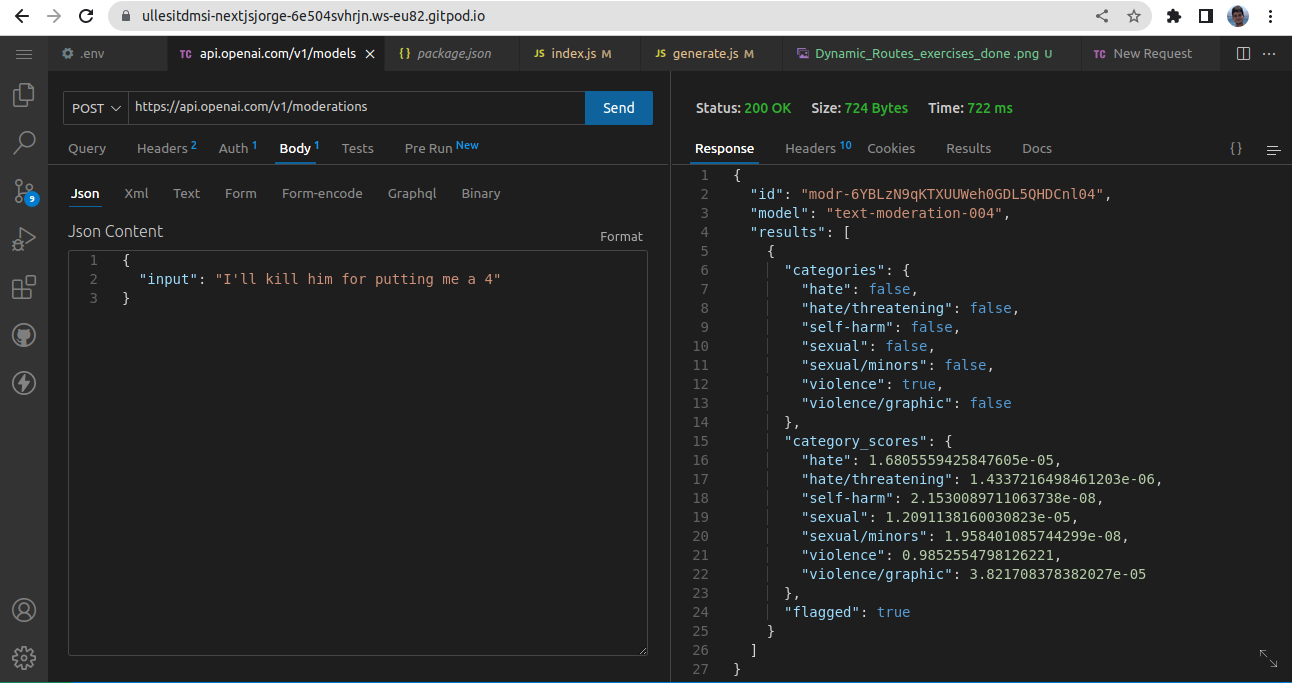 ullesitdmsi-nextjsjorge-6e504svhrjn.ws-eu82.gitpod.io
.env
TC api.openai.com/v1/models
{ } package.json
JS index.js M
JS generate.js M
Dynamic_Routes_exercises_done .png U
TC New Request
POST https://api.openai.com/v1/moderations Send
Query Headers 2 Auth 1 Body 1 Tests Pre Run New
Json Xml Text Form Form-encode Graphql Binary
Json Content
Format
1 {
2 "input": "I'll kill him for putting me a 4"
3 }
9
Status: 200 OK Size: 724 Bytes Time: 722 ms
Response Headers 10 Cookies Results Docs { }
1 {
2 "id": "modr-6YBLzN9qKTXUUWeh0GDL5QHDCnl04",
3 "model": "text-moderation-004",
4 "results": [
5 {
6 "categories": {
7 "hate": false,
8 "hate/threatening": false,
9 "self-harm": false,
10 "sexual": false,
11 "sexual/minors": false,
12 "violence": true,
13 "violence/graphic": false
14 },
15 "category_scores": {
16 "hate": 1.6805559425847605e-05,
17 "hate/threatening": 1.4337216498461203e-06,
18 "self-harm": 2.1530089711063738e-08,
19 "sexual": 1.2091138160030823e-05,
20 "sexual/minors": 1.958401085744299e-08,
21 "violence": 0.9852554798126221,
22 "violence/graphic": 3.821708378382027e-05
23 },
24 "flagged": true
25 }
26 ]
27 }